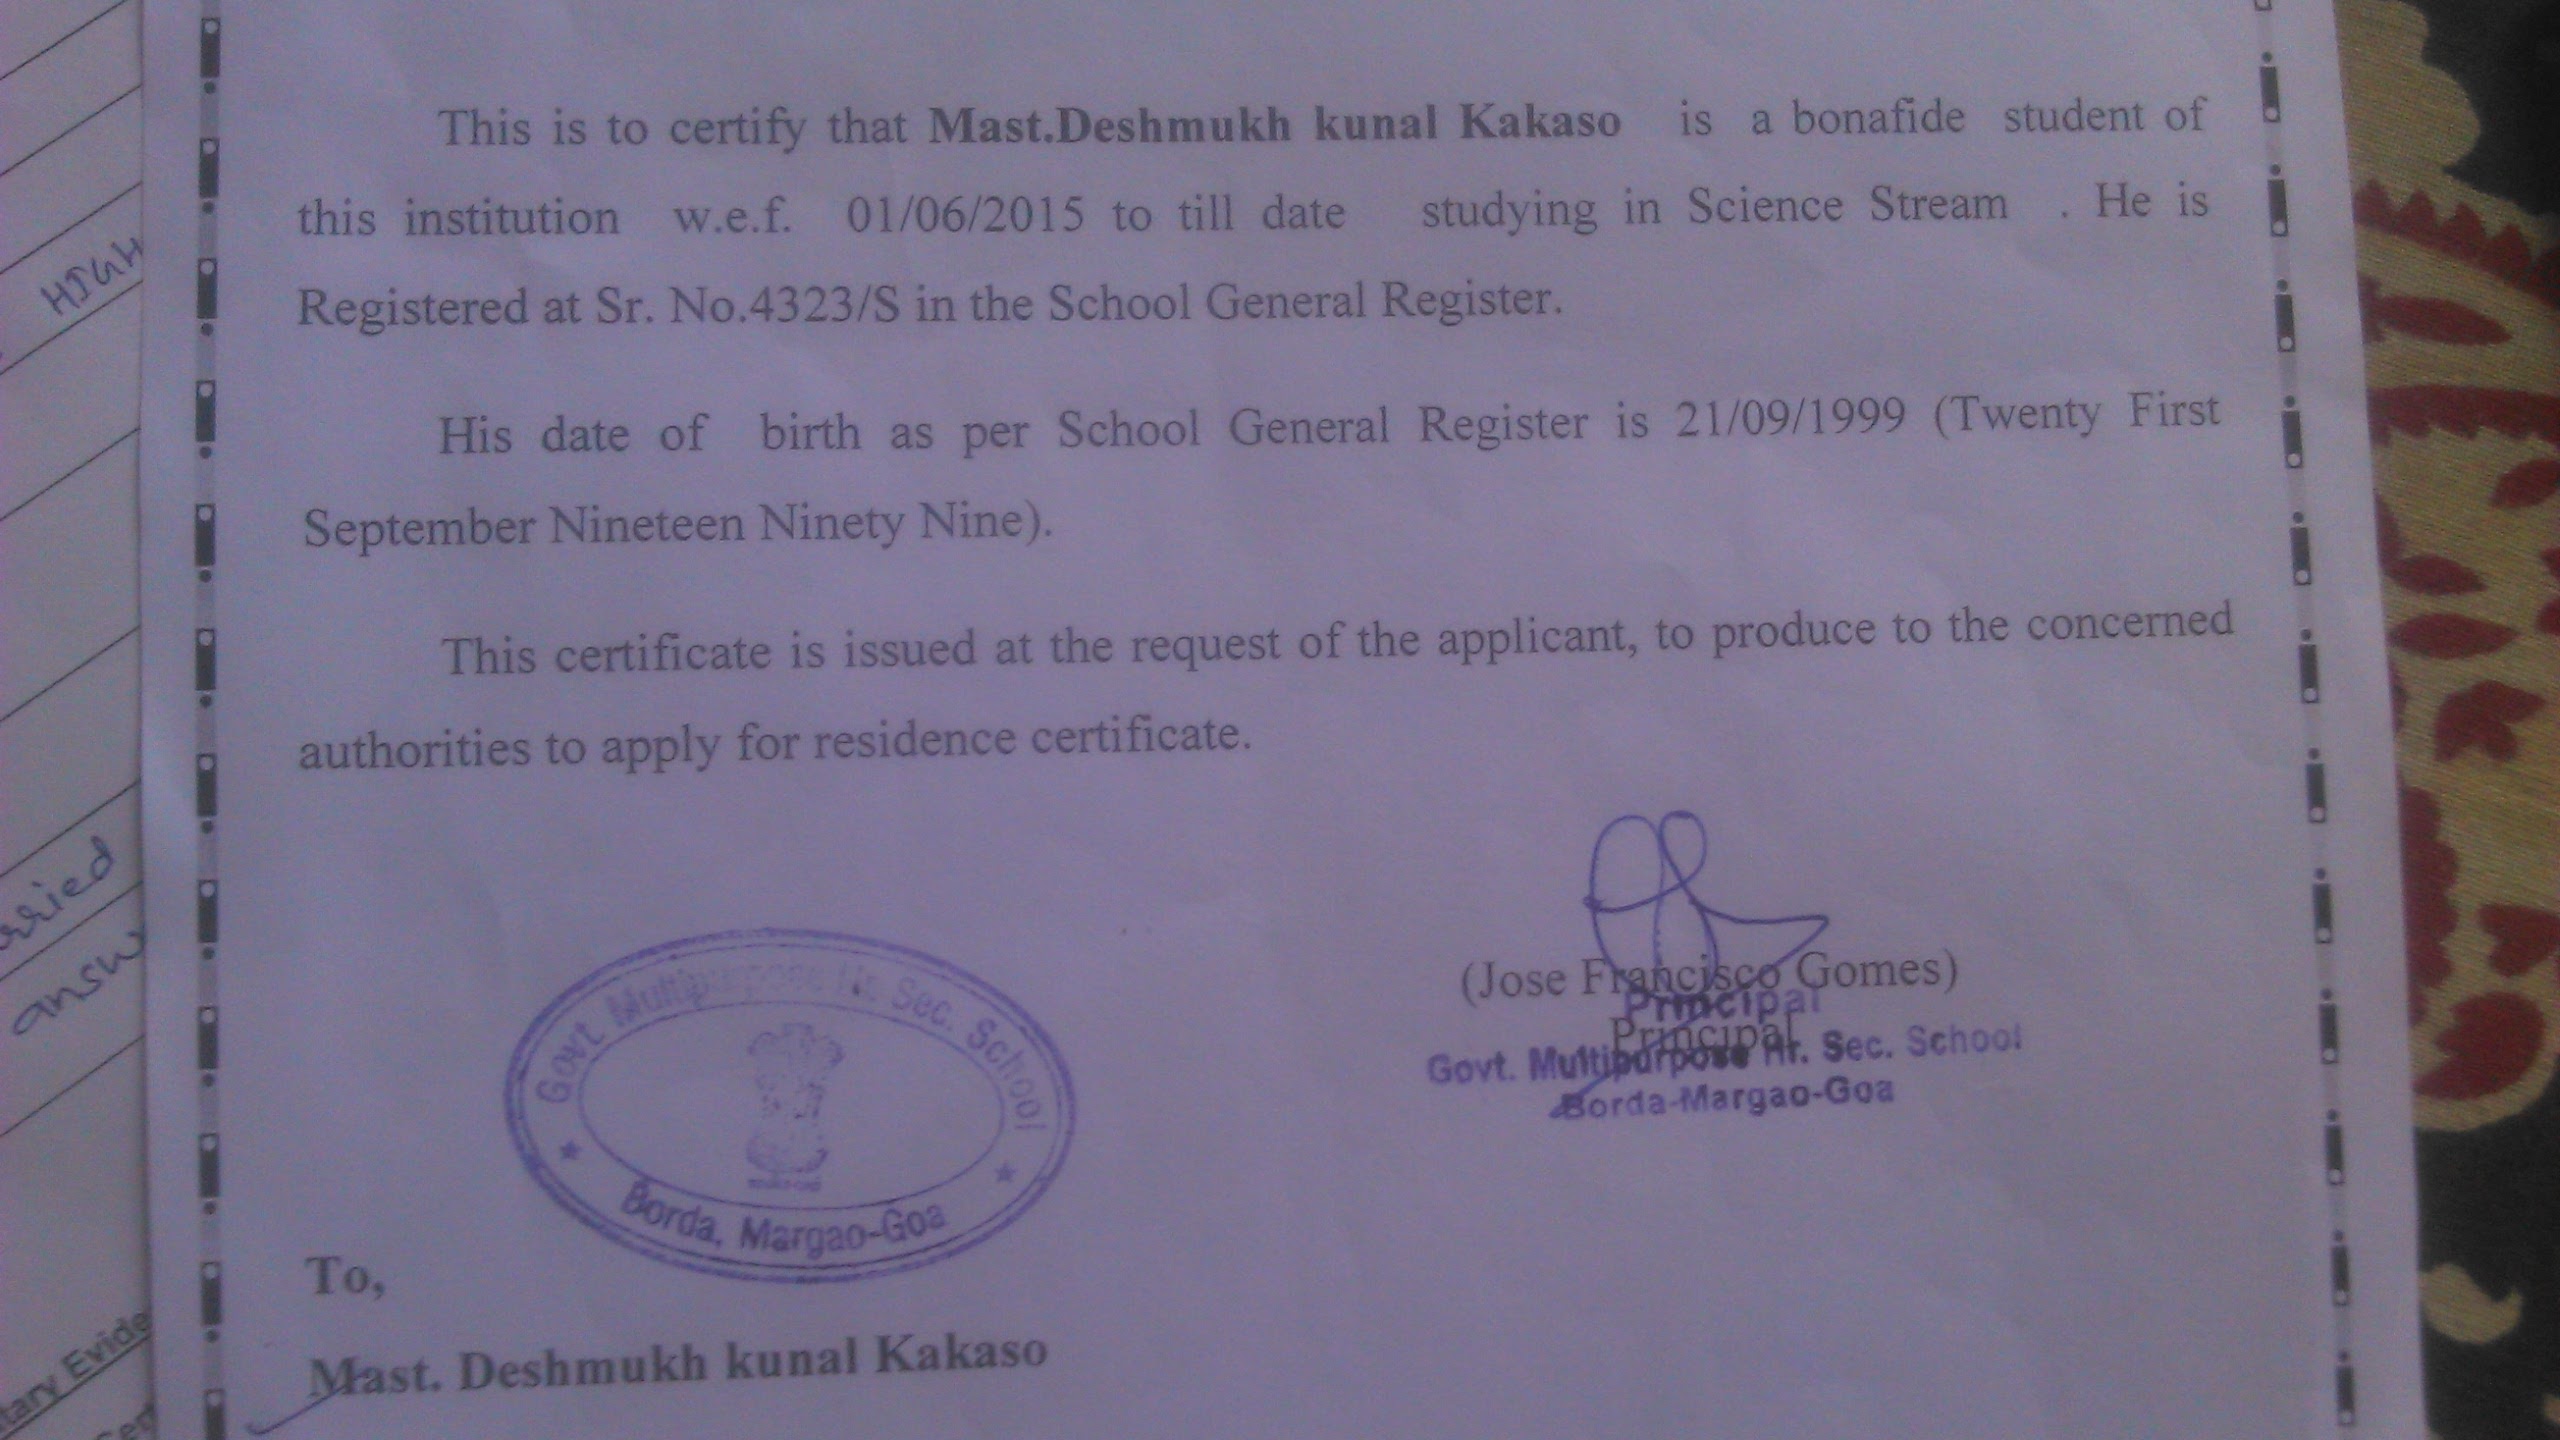 This is to certify that Mast.Deshmukh kunal Kakaso is a bonafide student of
this institution w.e.f. 01/06/2015 to till date studying in Science Stream . He is
Registered at Sr. No.4323/S in the School General Register.
His date of birth as per School General Register is 21/09/1999 (Twenty First
September Nineteen Ninety Nine).
This certificate is issued at the request of the applicant, to produce to the concerned
authorities to apply for residence certificate.
(Jose Francisco Gomes)
Principal
Principal
Govt. Multipurpose Hr. Sec. School
Borda-Margao-Goa
Govt. Multipurpose Hr. Sec. School
Borda, Margao-Goa
To,
Mast. Deshmukh kunal Kakaso
HIGH
rried
answ
tary Evide